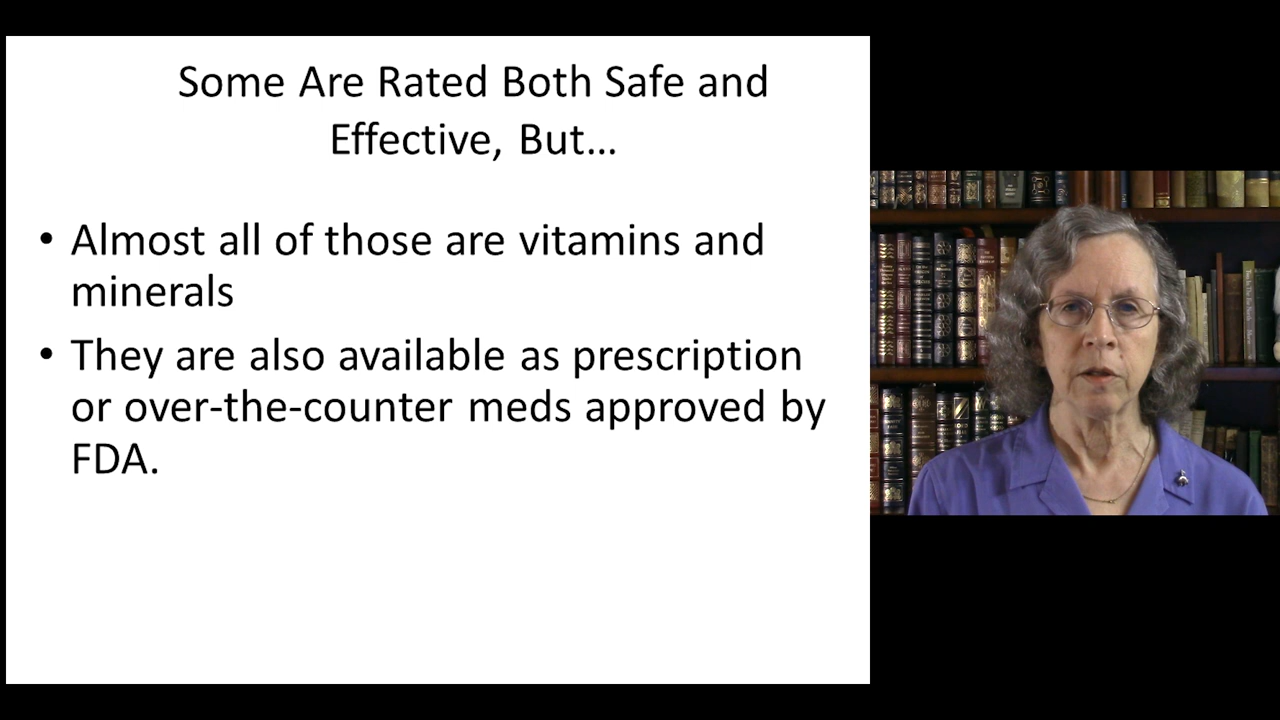 Some Are Rated Both Safe and
Effective, But...
• Almost all of those are vitamins and
minerals
• They are also available as prescription
or over-the-counter meds approved by
FDA.